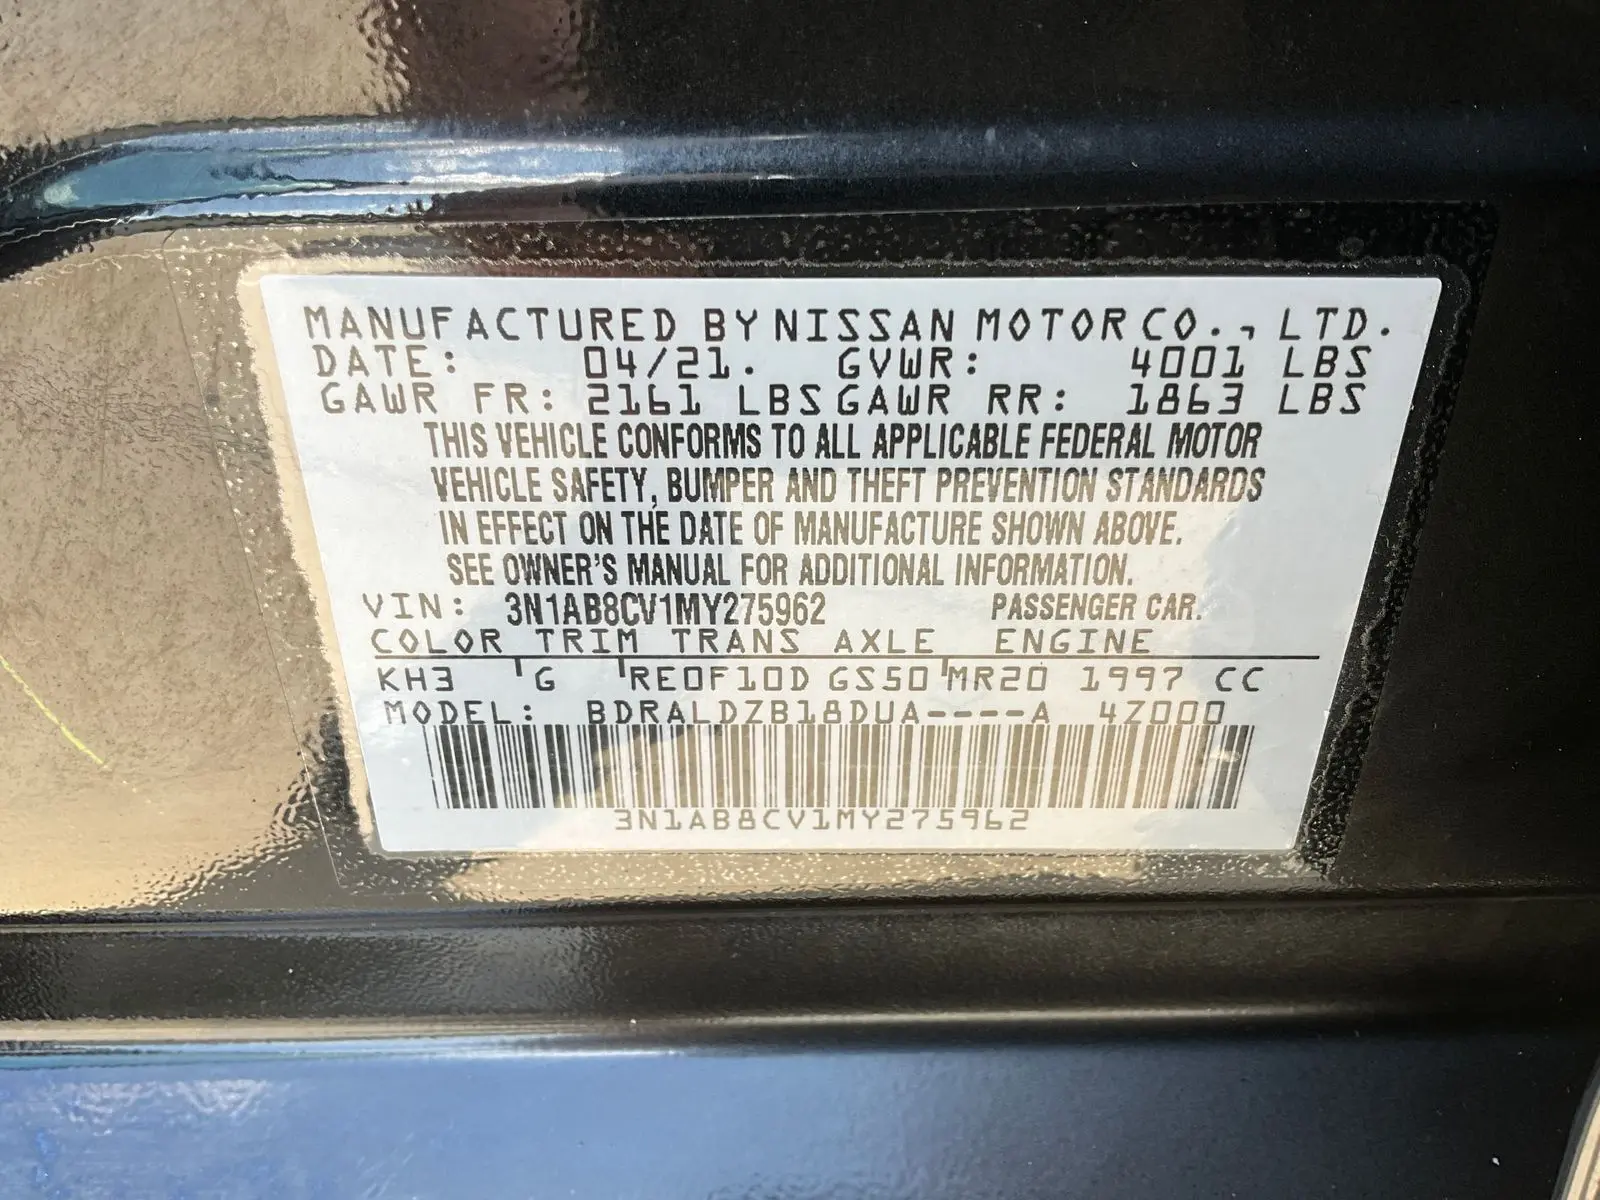 MANUFACTURED BY NISSAN MOTOR CO., LTD.
DATE: 04/21. GVWR: 4001 LBS
GAWR FR: 2161 LBS GAWR RR: 1863 LBS
THIS VEHICLE CONFORMS TO ALL APPLICABLE FEDERAL MOTOR
VEHICLE SAFETY, BUMPER AND THEFT PREVENTION STANDARDS
IN EFFECT ON THE DATE OF MANUFACTURE SHOWN ABOVE.
SEE OWNER'S MANUAL FOR ADDITIONAL INFORMATION.
VIN: 3N1AB8CV1MY275962 PASSENGER CAR.
COLOR TRIM TRANS AXLE ENGINE
KH3 G RE0F10D GS50 MR20 1997 CC
MODEL: BDRALDZB18DUA----A 4Z000
3N1AB8CV1MY275962